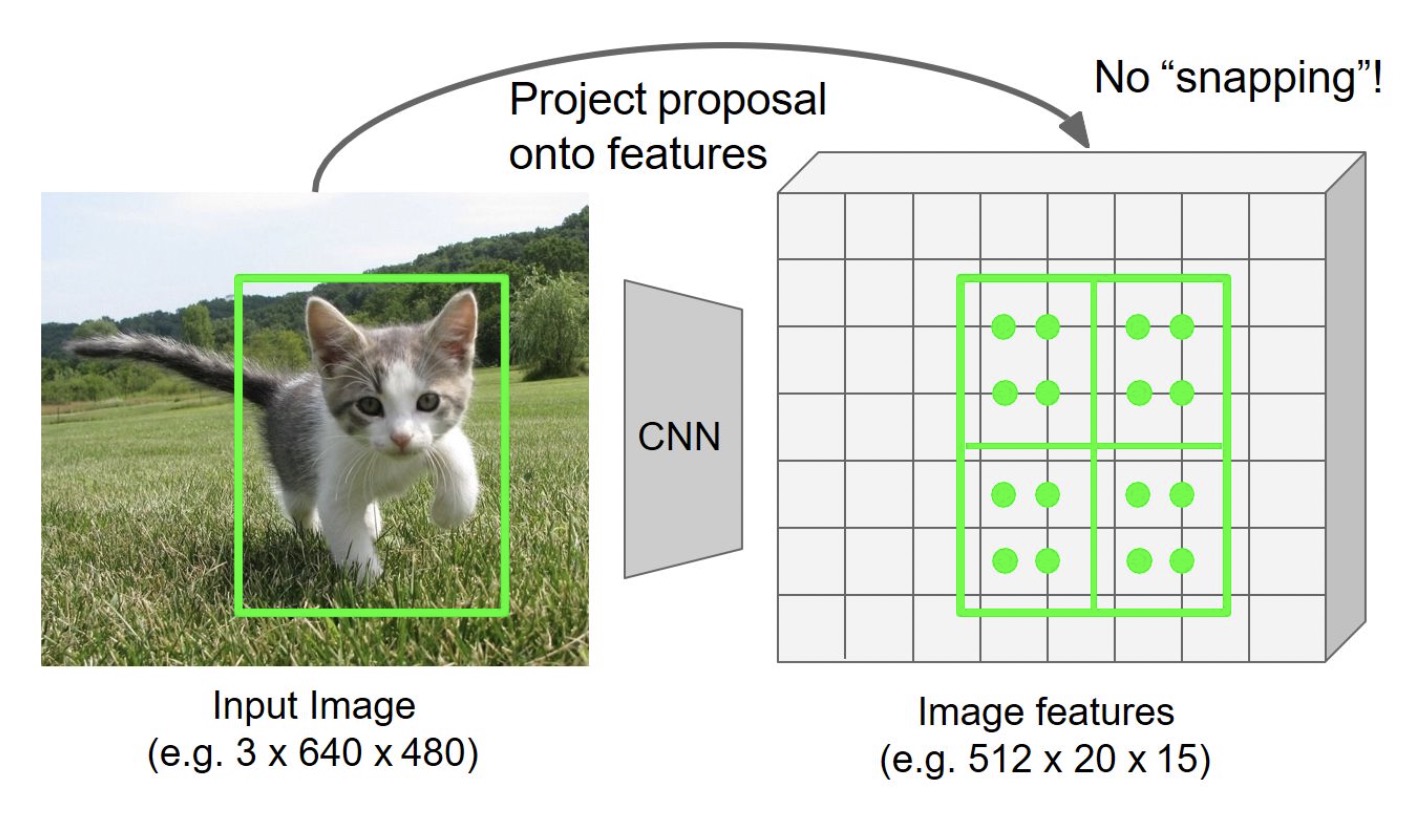 Project proposal
onto features
No “snapping”!
CNN
Input Image
(e.g. 3 x 640 x 480)
Image features
(e.g. 512 x 20 x 15)